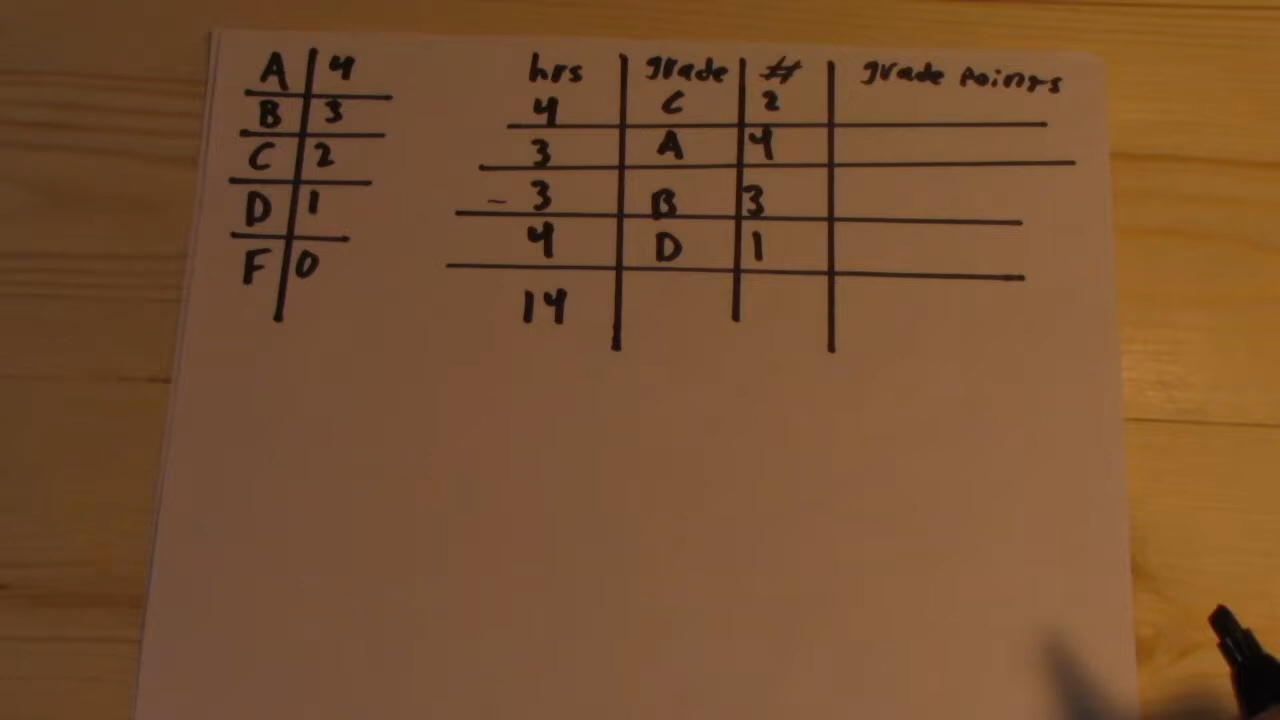 A 4
B 3
C 2
D 1
F 0
hrs grade # grade points
4 C 2
3 A 4
3 B 3
4 D 1
14